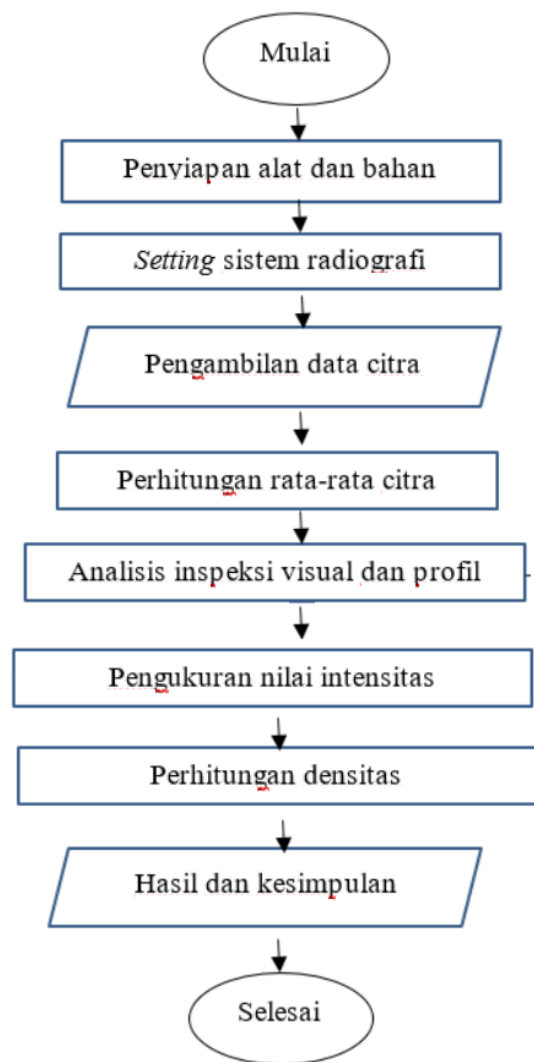 Mulai
Penyiapan alat dan bahan
Setting sistem radiografi
Pengambilan data citra
Perhitungan rata-rata citra
Analisis inspeksi visual dan profil
Pengukuran nilai intensitas
Perhitungan densitas
Hasil dan kesimpulan
Selesai